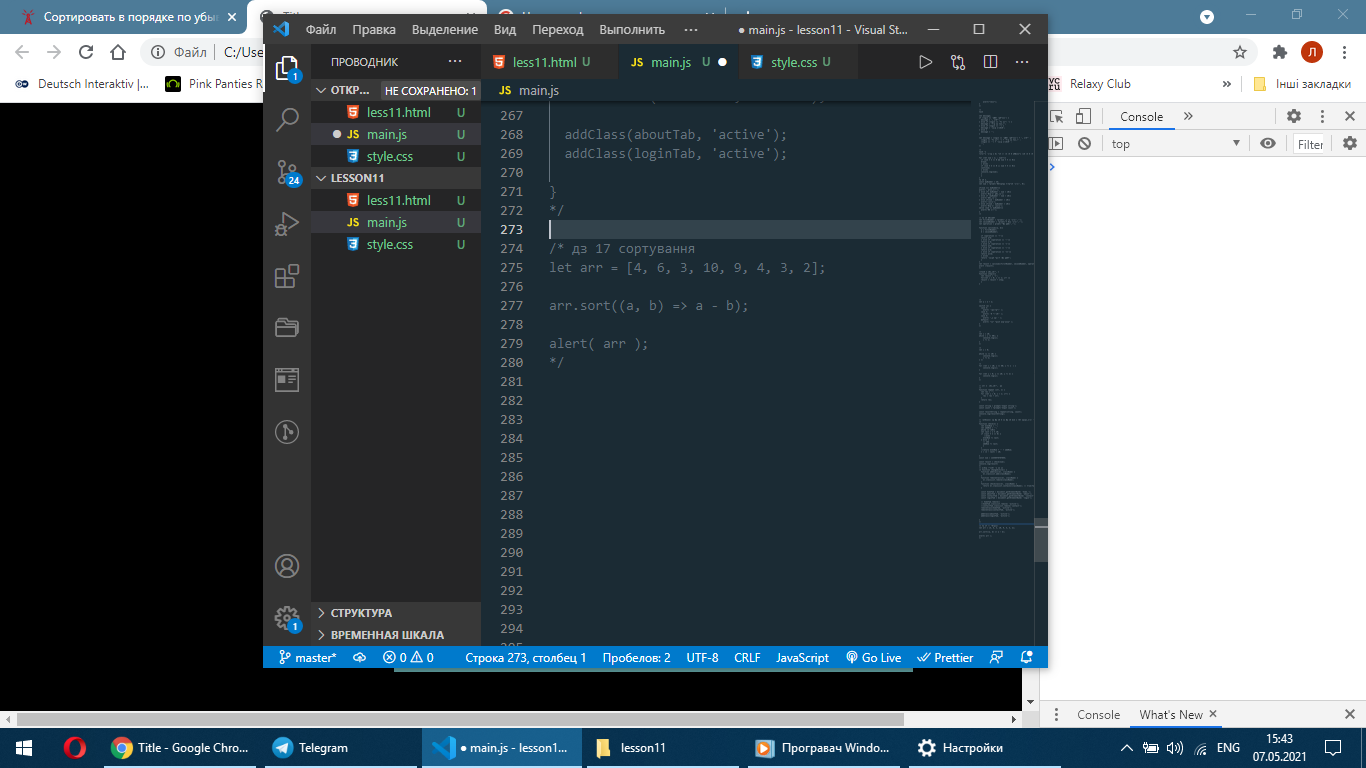 Сортировать в порядке по убы
Title
Файл
C:/Use
Deutsch Interaktiv |...
Pink Panties R
Relaxy Club
Інші закладки
Л
Файл Правка Выделение Вид Переход Выполнить ··· ● main.js - lesson11 - Visual St...
ПРОВОДНИК ···
ОТКР... НЕ СОХРАНЕНО: 1
less11.html U
main.js U
style.css U
LESSON11
less11.html U
main.js U
style.css U
СТРУКТУРА
ВРЕМЕННАЯ ШКАЛА
1
24
1
less11.html U JS main.js U ● style.css U
JS main.js
267
268 addClass(aboutTab, 'active');
269 addClass(loginTab, 'active');
270
271 }
272 */
273
274 /* дз 17 сортування
275 let arr = [4, 6, 3, 10, 9, 4, 3, 2];
276
277 arr.sort((a, b) => a - b);
278
279 alert( arr );
280 */
281
282
283
284
285
286
287
288
289
290
291
292
293
294
master* 0 0 Строка 273, столбец 1 Пробелов: 2 UTF-8 CRLF JavaScript Go Live Prettier
Console »
top Filter
>
Console What's New ×
Title - Google Chro...
Telegram
● main.js - lesson1...
lesson11
Програвач Windo...
Настройки
ENG
15:43
07.05.2021